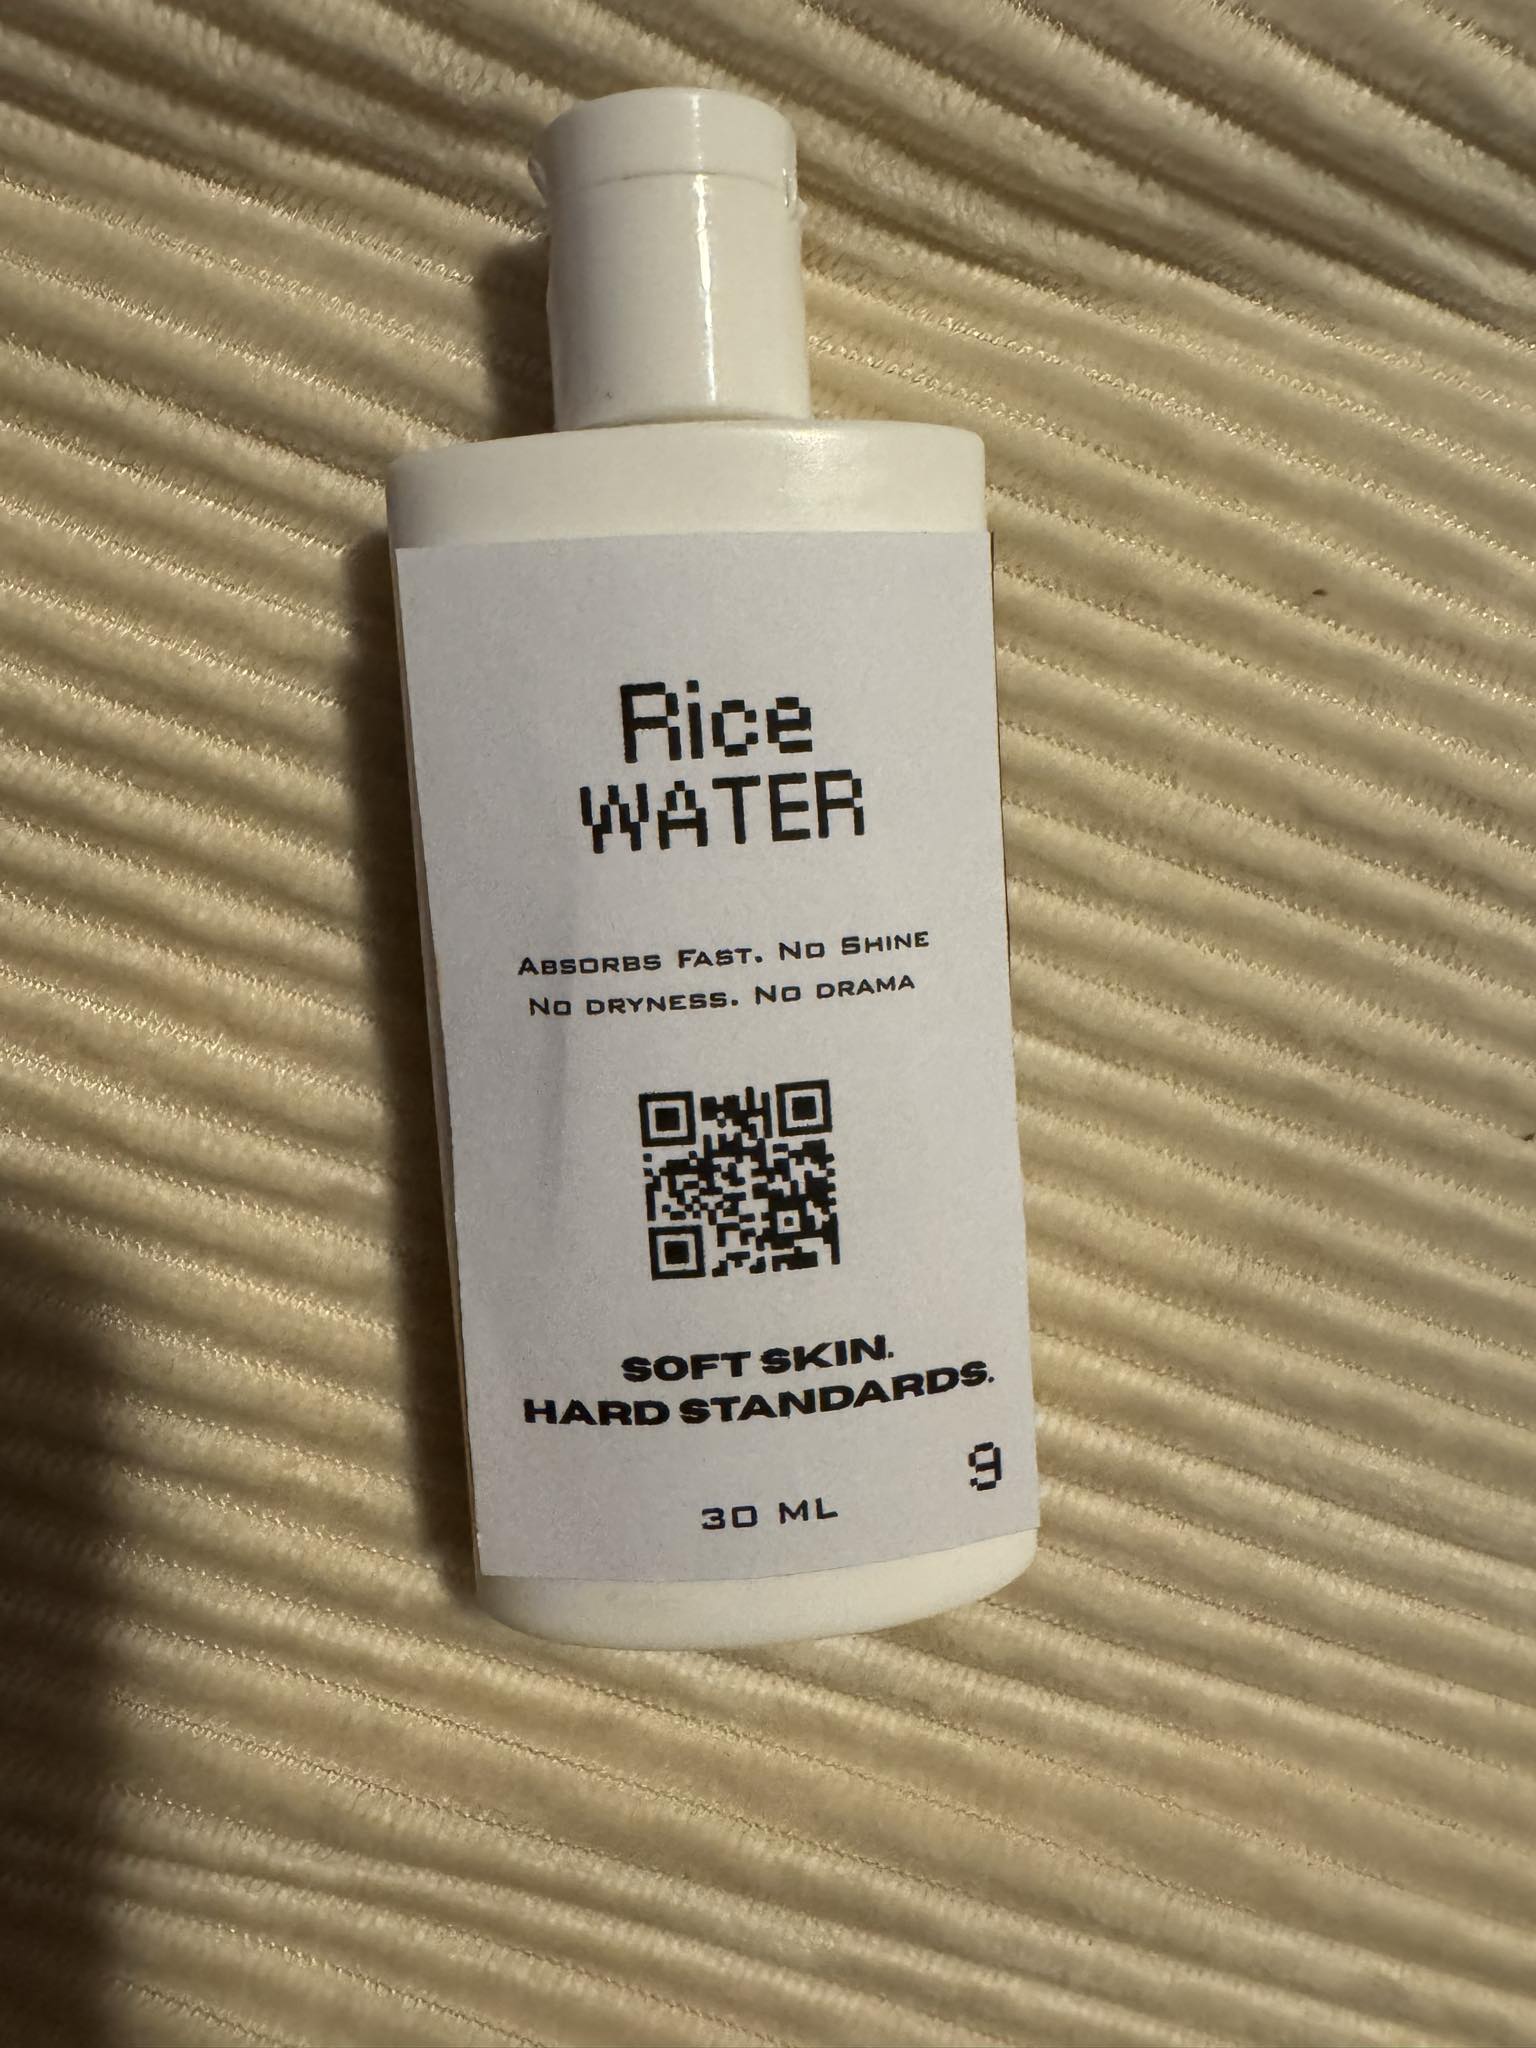 Rice
WATER
ABSORBS FAST. NO SHINE
NO DRYNESS. NO DRAMA
SOFT SKIN.
HARD STANDARDS.
9
30 ML